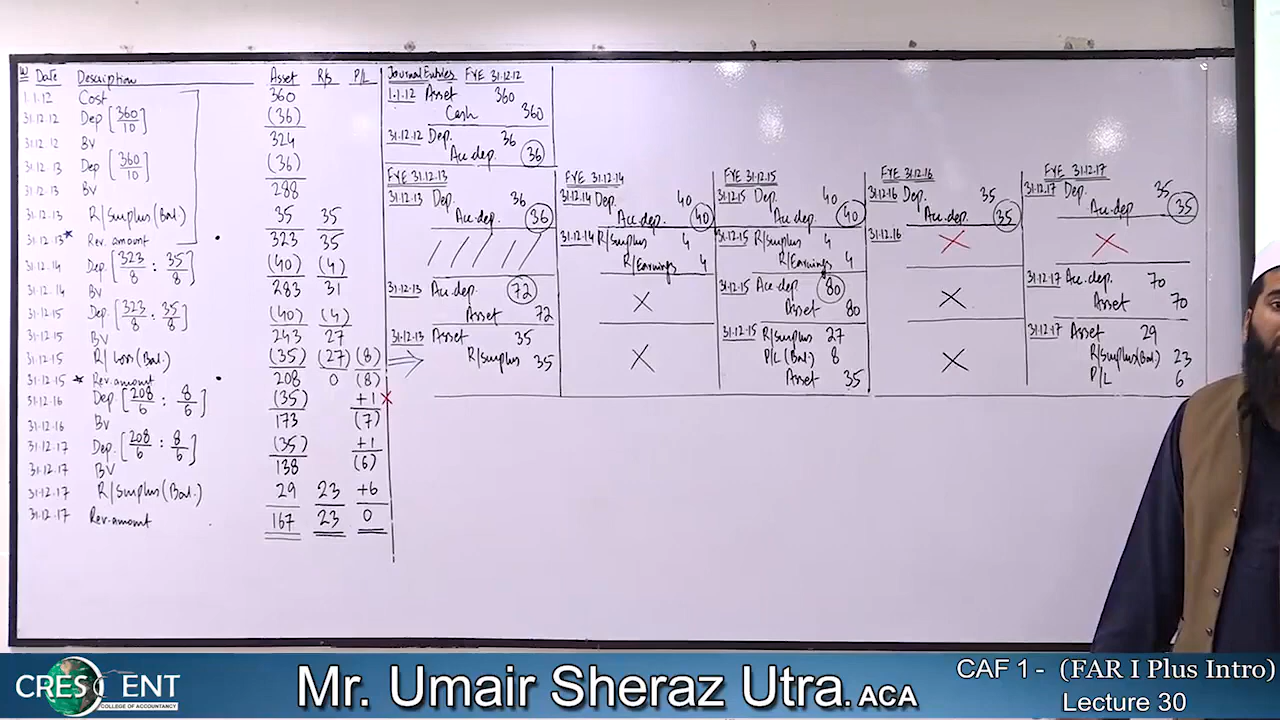 W Date Description Asset R/S P/L
1.1.12 Cost 360
31.12.12 Dep [360/10] (36)
31.12.12 BV 324
31.12.13 Dep [360/10] (36)
31.12.13 BV 288
31.12.13 R/Surplus (Bal.) 35 35
31.12.13* Rev. amount 323 35
31.12.14 Dep [323/8 : 35/8] (40) (4)
31.12.14 BV 283 31
31.12.15 Dep. [323/8 : 35/8] (40) (4)
31.12.15 BV 243 27
31.12.15 R/Loss (Bal.) (35) (27) (8)
31.12.15 * Rev. amount 208 0 (8)
31.12.16 Dep [208/6 : 8/6] (35) +1 X
31.12.16 BV 173 (7)
31.12.17 Dep. [208/6 : 8/6] (35) +1
31.12.17 BV 138 (6)
31.12.17 R/Surplus (Bal.) 29 23 +6
31.12.17 Rev. amount 167 23 0
Journal Entries FYE 31.12.12
1.1.12 Asset 360
Cash 360
31.12.12 Dep. 36
Acc. dep. 36
FYE 31.12.13
31.12.13 Dep. 36
Acc. dep. 36
31.12.13 Acc. dep. 72
Asset 72
31.12.13 Asset 35
R/Surplus 35
FYE 31.12.14
31.12.14 Dep. 40
Acc. dep. 40
31.12.14 R/Surplus 4
R/Earnings 4
X
X
FYE 31.12.15
31.12.15 Dep. 40
Acc. dep. 40
31.12.15 R/Surplus 4
R/Earnings 4
31.12.15 Acc. dep 80
Asset 80
31.12.15 R/Surplus 27
P/L (Bal.) 8
Asset 35
FYE 31.12.16
31.12.16 Dep. 35
Acc. dep. 35
31.12.16 X
X
X
FYE 31.12.17
31.12.17 Dep. 35
Acc. dep 35
X
31.12.17 Acc. dep. 70
Asset 70
31.12.17 Asset 29
R/Surplus (Bal.) 23
P/L 6
CRESCENT
COLLEGE OF ACCOUNTANCY
Mr. Umair Sheraz Utra. ACA
CAF 1 - (FAR I Plus Intro)
Lecture 30